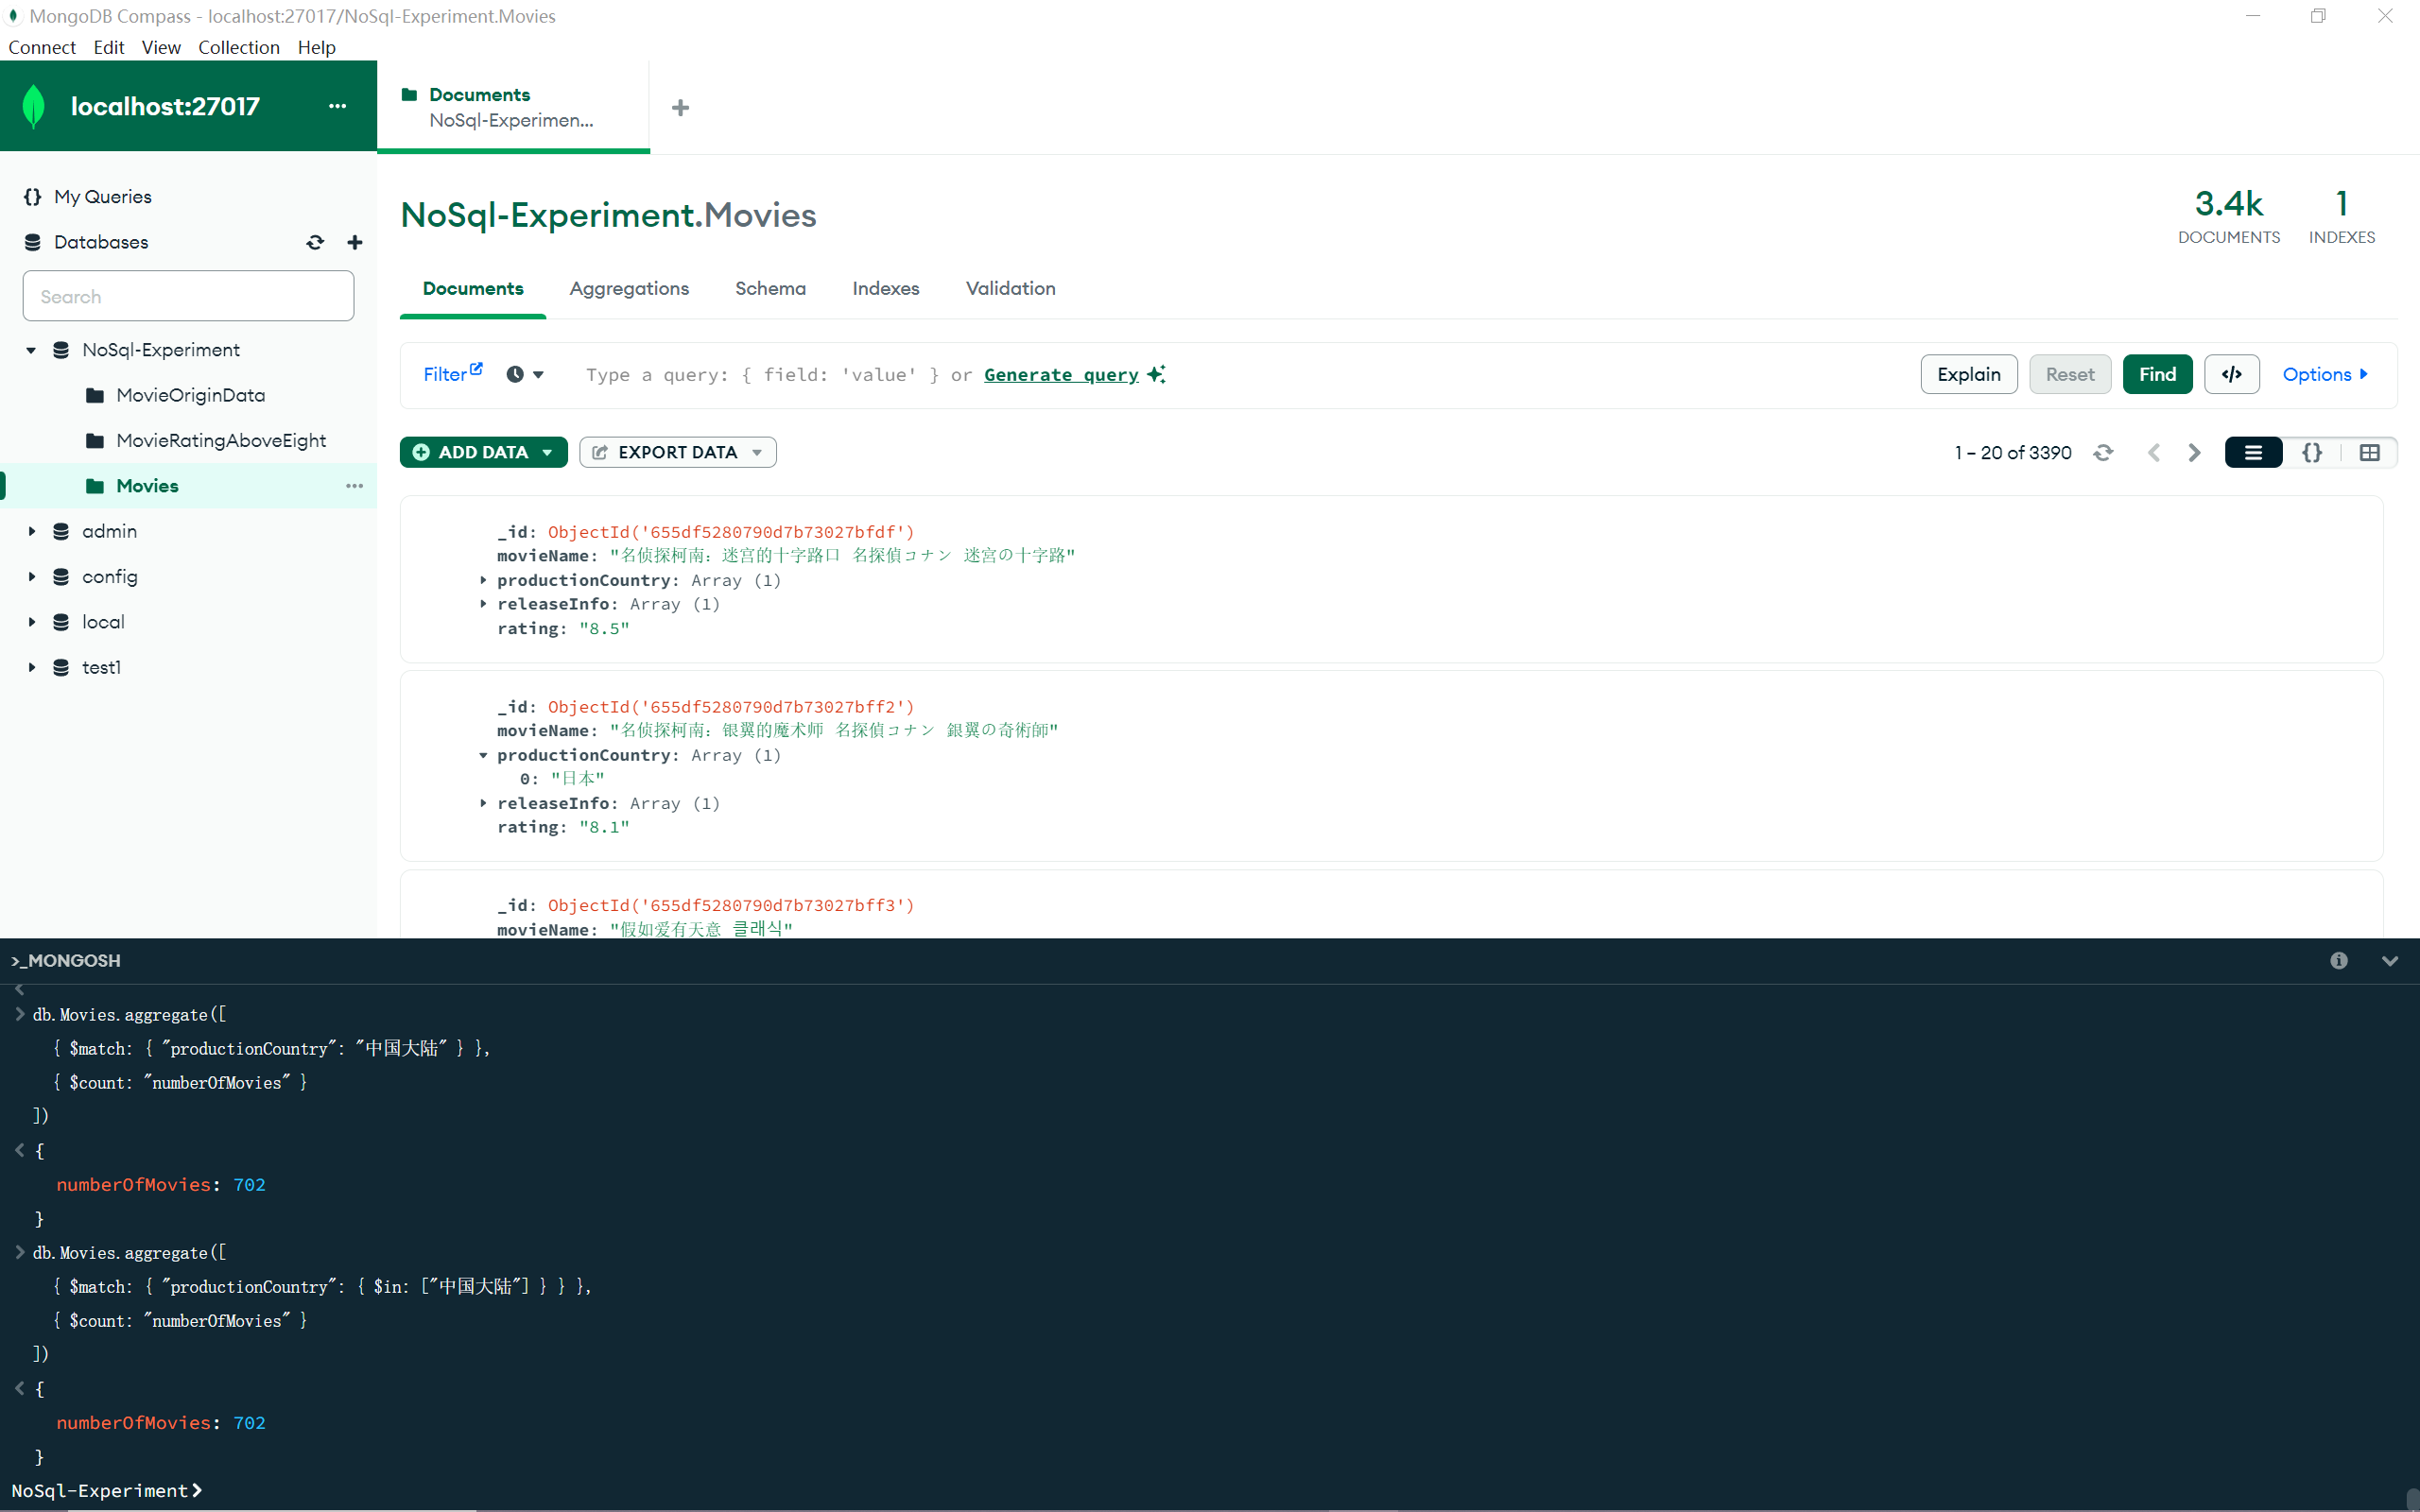 MongoDB Compass - localhost:27017/NoSql-Experiment.Movies
Connect Edit View Collection Help
localhost:27017
Documents
NoSql-Experimen...
My Queries
Databases
Search
NoSql-Experiment
MovieOriginData
MovieRatingAboveEight
Movies
admin
config
local
test1
NoSql-Experiment.Movies
3.4k
DOCUMENTS
1
INDEXES
Documents Aggregations Schema Indexes Validation
Filter Type a query: { field: 'value' } or Generate query Explain Reset Find </> Options
ADD DATA EXPORT DATA 1 – 20 of 3390 {}
_id: ObjectId('655df5280790d7b73027bfdf')
movieName: "名侦探柯南：迷宫的十字路口 名探偵コナン 迷宮の十字路"
productionCountry: Array (1)
releaseInfo: Array (1)
rating: "8.5"
_id: ObjectId('655df5280790d7b73027bff2')
movieName: "名侦探柯南：银翼的魔术师 名探偵コナン 銀翼の奇術師"
productionCountry: Array (1)
0: "日本"
releaseInfo: Array (1)
rating: "8.1"
_id: ObjectId('655df5280790d7b73027bff3')
movieName: "假如爱有天意 클래식"
>_MONGOSH
db.Movies.aggregate([
{ $match: { "productionCountry": "中国大陆" } },
{ $count: "numberOfMovies" }
])
{
numberOfMovies: 702
}
db.Movies.aggregate([
{ $match: { "productionCountry": { $in: ["中国大陆"] } } },
{ $count: "numberOfMovies" }
])
{
numberOfMovies: 702
}
NoSql-Experiment>